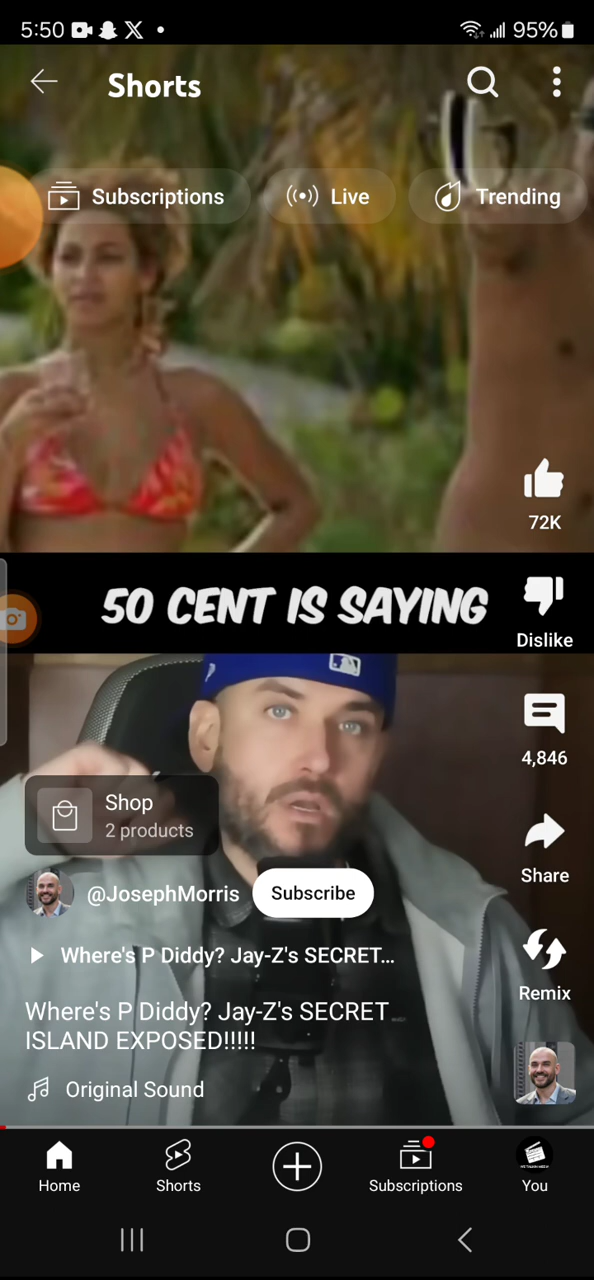 5:50
95%
Shorts
Subscriptions
Live
Trending
72K
50 CENT IS SAYING
Dislike
4,846
Shop
2 products
Share
@JosephMorris
Subscribe
Where's P Diddy? Jay-Z's SECRET...
Remix
Where's P Diddy? Jay-Z's SECRET
ISLAND EXPOSED!!!!!
Original Sound
Home
Shorts
Subscriptions
You